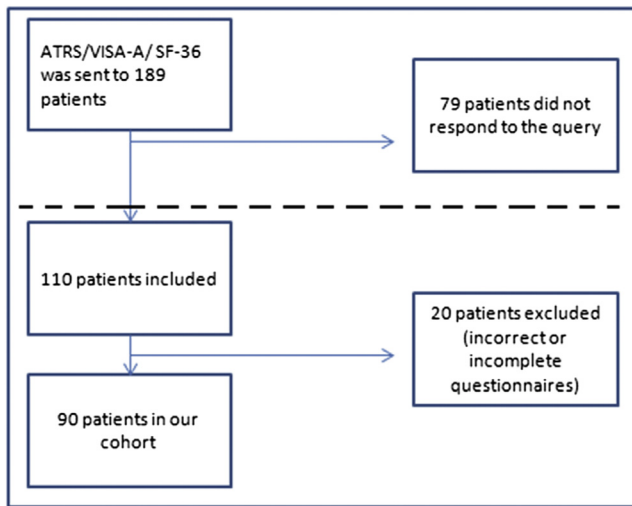 ATRS/VISA-A/ SF-36
was sent to 189
patients
79 patients did not
respond to the query
110 patients included
20 patients excluded
(incorrect or
incomplete
questionnaires)
90 patients in our
cohort